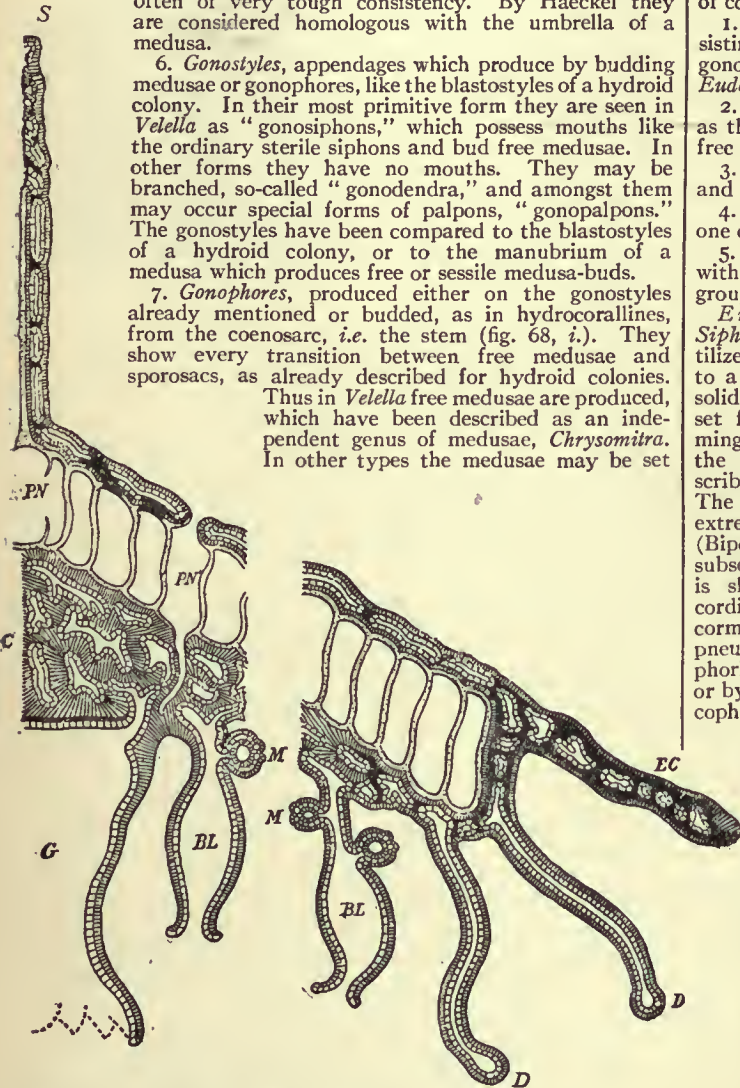 S
often of very tough consistency. By Haeckel they
are considered homologous with the umbrella of a
medusa.
6. Gonostyles, appendages which produce by budding
medusae or gonophores, like the blastostyles of a hydroid
colony. In their most primitive form they are seen in
Velella as "gonosiphons," which possess mouths like
the ordinary sterile siphons and bud free medusae. In
other forms they have no mouths. They may be
branched, so-called "gonodendra," and amongst them
may occur special forms of palpons, "gonopalpons."
The gonostyles have been compared to the blastostyles
of a hydroid colony, or to the manubrium of a
medusa which produces free or sessile medusa-buds.
7. Gonophores, produced either on the gonostyles
already mentioned or budded, as in hydrocorallines,
from the coenosarc, i.e. the stem (fig. 68, i.). They
show every transition between free medusae and
sporosacs, as already described for hydroid colonies.
Thus in Velella free medusae are produced,
which have been described as an inde-
pendent genus of medusae, Chrysomitra.
In other types the medusae may be set
PN
PN
C
M
EC
M
G
BL
BL
D
D
of co
1.
sistin
gono
Eud
2.
as th
free
3.
and
4.
one
5.
with
grou
Siph
tilize
to a
solid
set f
ming
the
scrib
The
extre
(Bip
subse
is sl
cordi
corm
pneu
phor
or by
coph